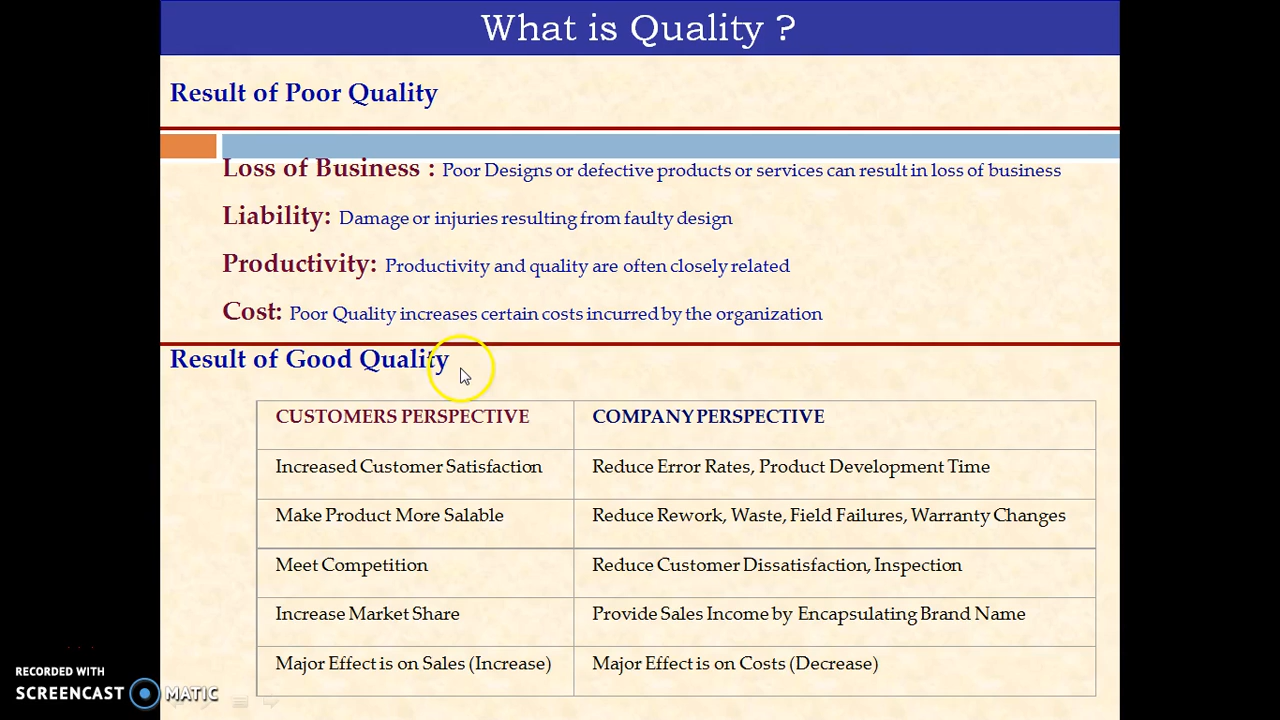 What is Quality ?
Result of Poor Quality
Loss of Business : Poor Designs or defective products or services can result in loss of business
Liability: Damage or injuries resulting from faulty design
Productivity: Productivity and quality are often closely related
Cost: Poor Quality increases certain costs incurred by the organization
Result of Good Quality
CUSTOMERS PERSPECTIVE COMPANY PERSPECTIVE
Increased Customer Satisfaction Reduce Error Rates, Product Development Time
Make Product More Salable Reduce Rework, Waste, Field Failures, Warranty Changes
Meet Competition Reduce Customer Dissatisfaction, Inspection
Increase Market Share Provide Sales Income by Encapsulating Brand Name
Major Effect is on Sales (Increase) Major Effect is on Costs (Decrease)
RECORDED WITH
SCREENCAST MATIC